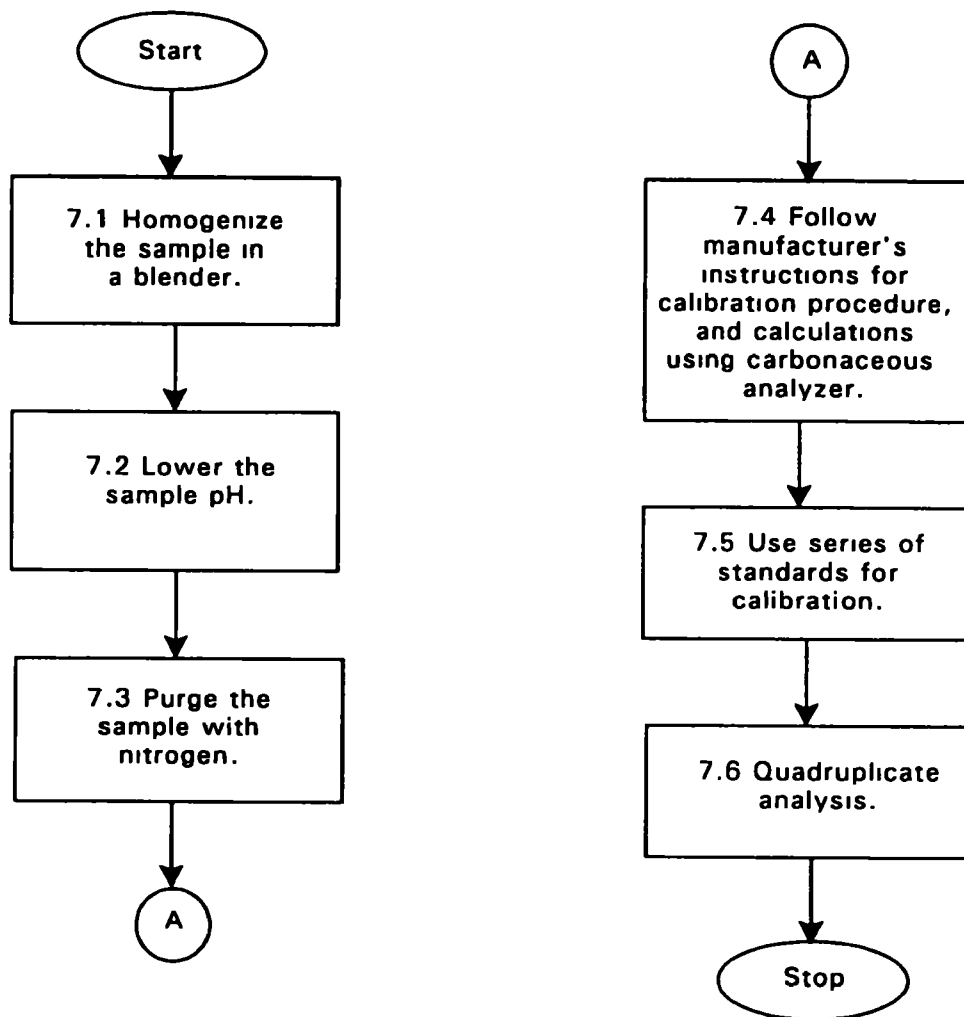 Start
7.1 Homogenize
the sample in
a blender.
7.2 Lower the
sample pH.
7.3 Purge the
sample with
nitrogen.
A
A
7.4 Follow
manufacturer's
instructions for
calibration procedure,
and calculations
using carbonaceous
analyzer.
7.5 Use series of
standards for
calibration.
7.6 Quadruplicate
analysis.
Stop